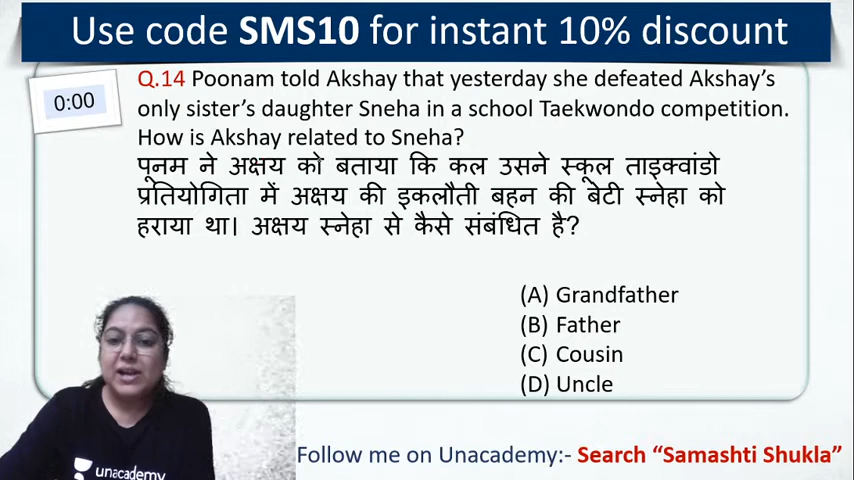 Use code SMS10 for instant 10% discount
0:00
Q.14 Poonam told Akshay that yesterday she defeated Akshay's
only sister's daughter Sneha in a school Taekwondo competition.
How is Akshay related to Sneha?
पूनम ने अक्षय को बताया कि कल उसने स्कूल ताइक्वांडो
प्रतियोगिता में अक्षय की इकलौती बहन की बेटी स्नेहा को
हराया था। अक्षय स्नेहा से कैसे संबंधित है?
(A) Grandfather
(B) Father
(C) Cousin
(D) Uncle
unacademy
Follow me on Unacademy:- Search “Samashti Shukla”